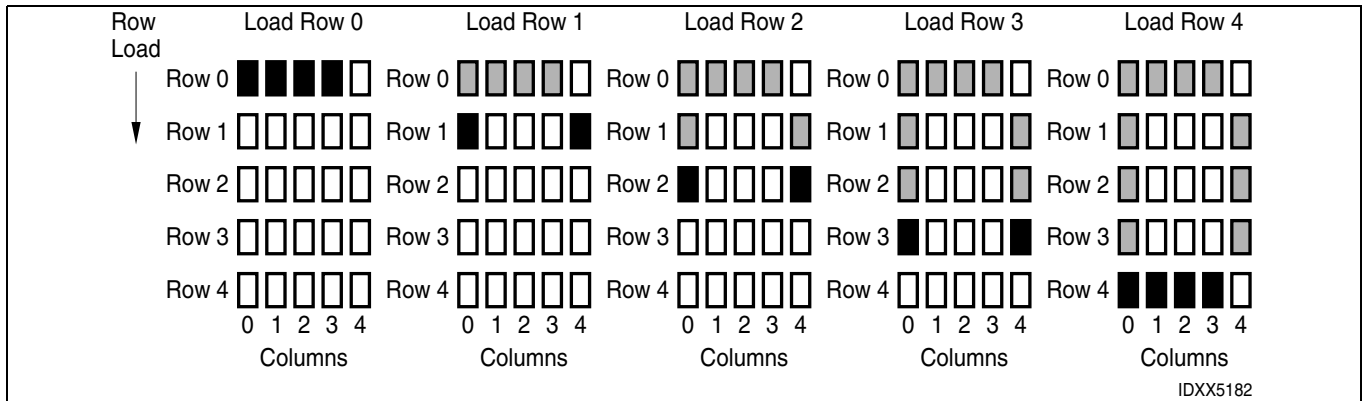 Row Load Row 0 Load Row 1 Load Row 2 Load Row 3 Load Row 4
Load
Row 0 Row 0 Row 0 Row 0 Row 0
Row 1 Row 1 Row 1 Row 1 Row 1
Row 2 Row 2 Row 2 Row 2 Row 2
Row 3 Row 3 Row 3 Row 3 Row 3
Row 4 Row 4 Row 4 Row 4 Row 4
0 1 2 3 4 0 1 2 3 4 0 1 2 3 4 0 1 2 3 4 0 1 2 3 4
Columns Columns Columns Columns Columns
IDXX5182